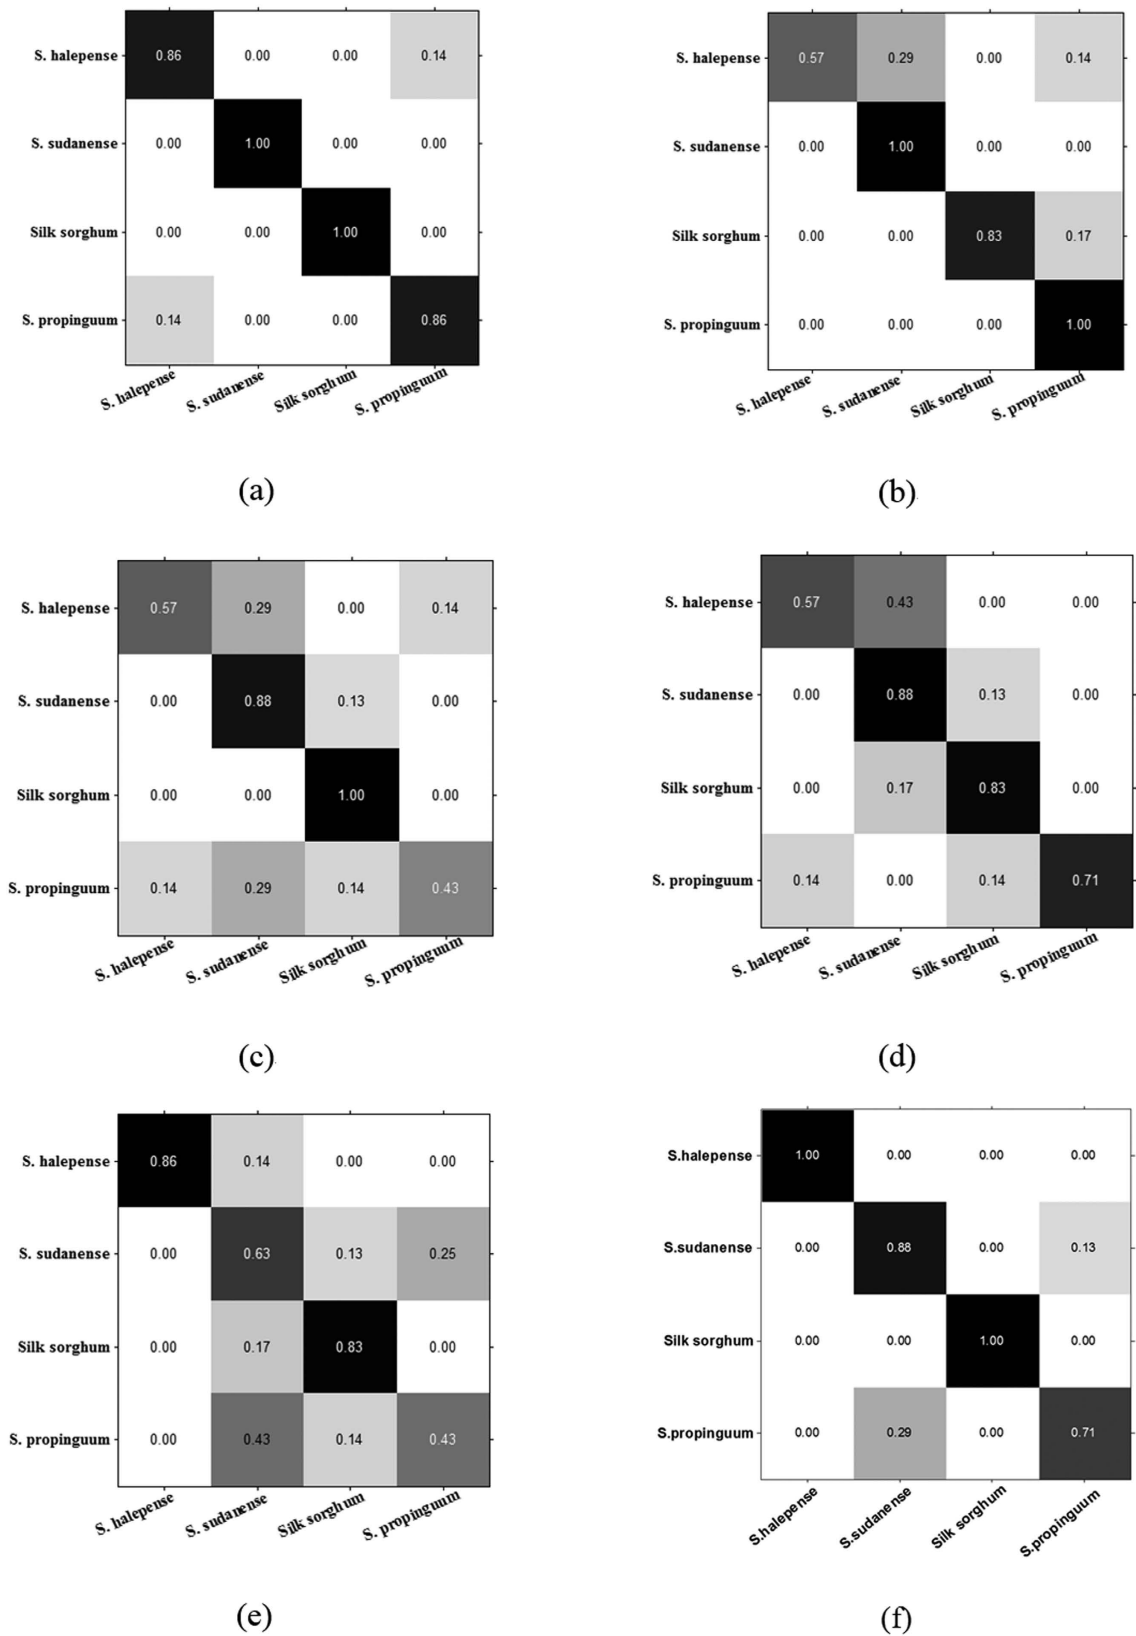 S. halepense 0.86 0.00 0.00 0.14
S. sudanense 0.00 1.00 0.00 0.00
Silk sorghum 0.00 0.00 1.00 0.00
S. propinguum 0.14 0.00 0.00 0.86
S. halepense S. sudanense Silk sorghum S. propinguum
(a)
S. halepense 0.57 0.29 0.00 0.14
S. sudanense 0.00 1.00 0.00 0.00
Silk sorghum 0.00 0.00 0.83 0.17
S. propinguum 0.00 0.00 0.00 1.00
S. halepense S. sudanense Silk sorghum S. propinguum
(b)
S. halepense 0.57 0.29 0.00 0.14
S. sudanense 0.00 0.88 0.13 0.00
Silk sorghum 0.00 0.00 1.00 0.00
S. propinguum 0.14 0.29 0.14 0.43
S. halepense S. sudanense Silk sorghum S. propinguum
(c)
S. halepense 0.57 0.43 0.00 0.00
S. sudanense 0.00 0.88 0.13 0.00
Silk sorghum 0.00 0.17 0.83 0.00
S. propinguum 0.14 0.00 0.14 0.71
S. halepense S. sudanense Silk sorghum S. propinguum
(d)
S. halepense 0.86 0.14 0.00 0.00
S. sudanense 0.00 0.63 0.13 0.25
Silk sorghum 0.00 0.17 0.83 0.00
S. propinguum 0.00 0.43 0.14 0.43
S. halepense S. sudanense Silk sorghum S. propinguum
(e)
S.halepense 1.00 0.00 0.00 0.00
S.sudanense 0.00 0.88 0.00 0.13
Silk sorghum 0.00 0.00 1.00 0.00
S.propinguum 0.00 0.29 0.00 0.71
S.halepense S.sudanense Silk sorghum S.propinguum
(f)